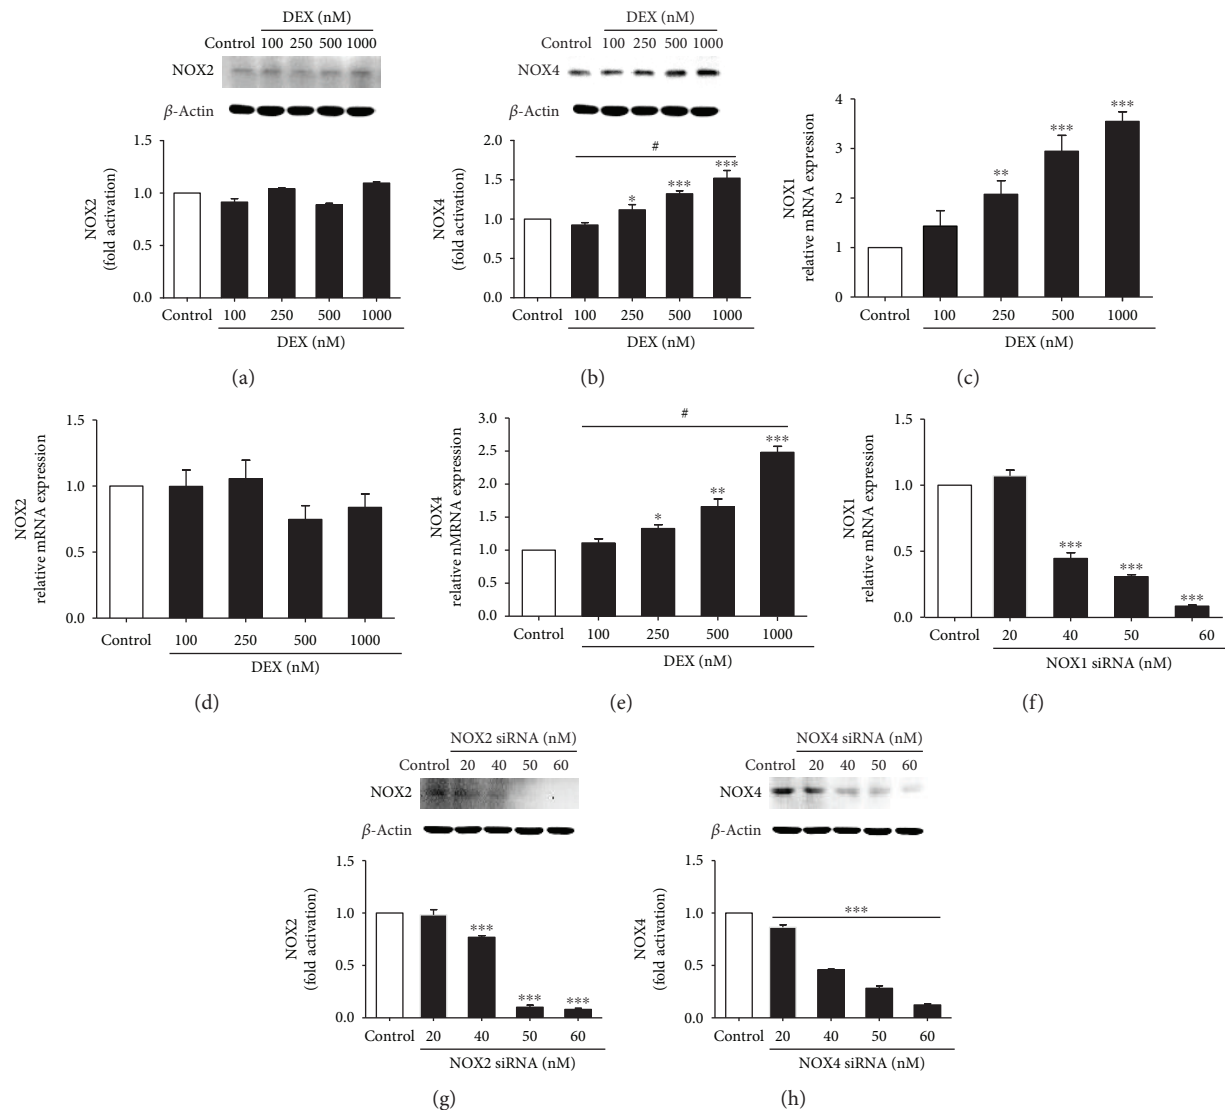 DEX (nM)
Control 100 250 500 1000
NOX2
β-Actin
1.5
1.0
0.5
0.0
NOX2
(fold activation)
Control 100 250 500 1000
DEX (nM)
(a)
DEX (nM)
Control 100 250 500 1000
NOX4
β-Actin
2.0
1.5
1.0
0.5
0.0
NOX4
(fold activation)
#
*
***
***
Control 100 250 500 1000
DEX (nM)
(b)
4
3
2
1
0
NOX1
relative mRNA expression
**
***
***
Control 100 250 500 1000
DEX (nM)
(c)
1.5
1.0
0.5
0.0
NOX2
relative mRNA expression
Control 100 250 500 1000
DEX (nM)
(d)
3.0
2.5
2.0
1.5
1.0
0.5
0.0
NOX4
relative nMRNA expression
#
*
**
***
Control 100 250 500 1000
DEX (nM)
(e)
1.5
1.0
0.5
0.0
NOX1
relative mRNA expression
***
***
***
Control 20 40 50 60
NOX1 siRNA (nM)
(f)
NOX2 siRNA (nM)
Control 20 40 50 60
NOX2
β-Actin
1.5
1.0
0.5
0.0
NOX2
(fold activation)
***
***
***
Control 20 40 50 60
NOX2 siRNA (nM)
(g)
NOX4 siRNA (nM)
Control 20 40 50 60
NOX4
β-Actin
1.5
1.0
0.5
0.0
NOX4
(fold activation)
***
Control 20 40 50 60
NOX4 siRNA (nM)
(h)